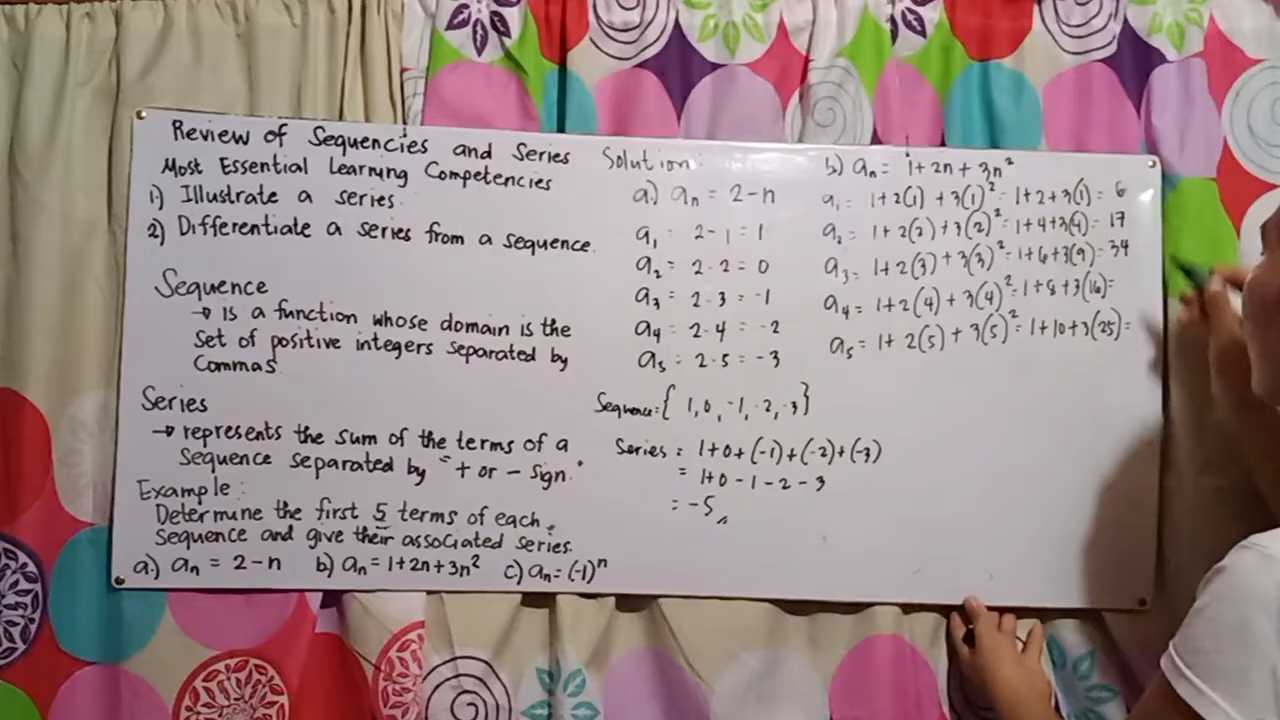 Review of Sequencies and Series
Most Essential Learning Competencies
1) Illustrate a series.
2) Differentiate a series from a sequence.
Sequence
→ is a function whose domain is the
set of positive integers separated by
Commas.
Series
→ represents the sum of the terms of a
Sequence separated by "+ or - sign."
Example:
Determine the first 5 terms of each
sequence and give their associated series.
a.) aₙ = 2-n b.) aₙ = 1+2n+3n² c.) aₙ = (-1)ⁿ
Solution:
a.) aₙ = 2-n
a₁ = 2-1 = 1
a₂ = 2-2 = 0
a₃ = 2-3 = -1
a₄ = 2-4 = -2
a₅ = 2-5 = -3
Sequence = { 1, 0, -1, -2, -3 }
Series = 1+0+(-1)+(-2)+(-3)
= 1+0-1-2-3
= -5
b.) aₙ = 1+2n+3n²
a₁ = 1+2(1)+3(1)² = 1+2+3(1) = 6
a₂ = 1+2(2)+3(2)² = 1+4+3(4) = 17
a₃ = 1+2(3)+3(3)² = 1+6+3(9) = 34
a₄ = 1+2(4)+3(4)² = 1+8+3(16) =
a₅ = 1+2(5)+3(5)² = 1+10+3(25) =